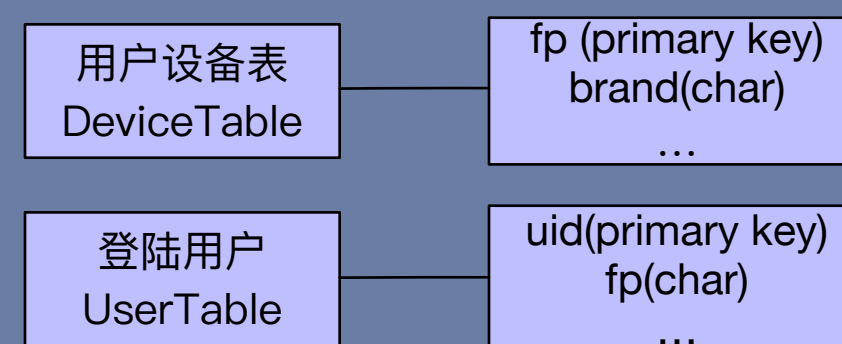 用户设备表
DeviceTable
fp (primary key)
brand(char)
...
登陆用户
UserTable
uid(primary key)
fp(char)
...